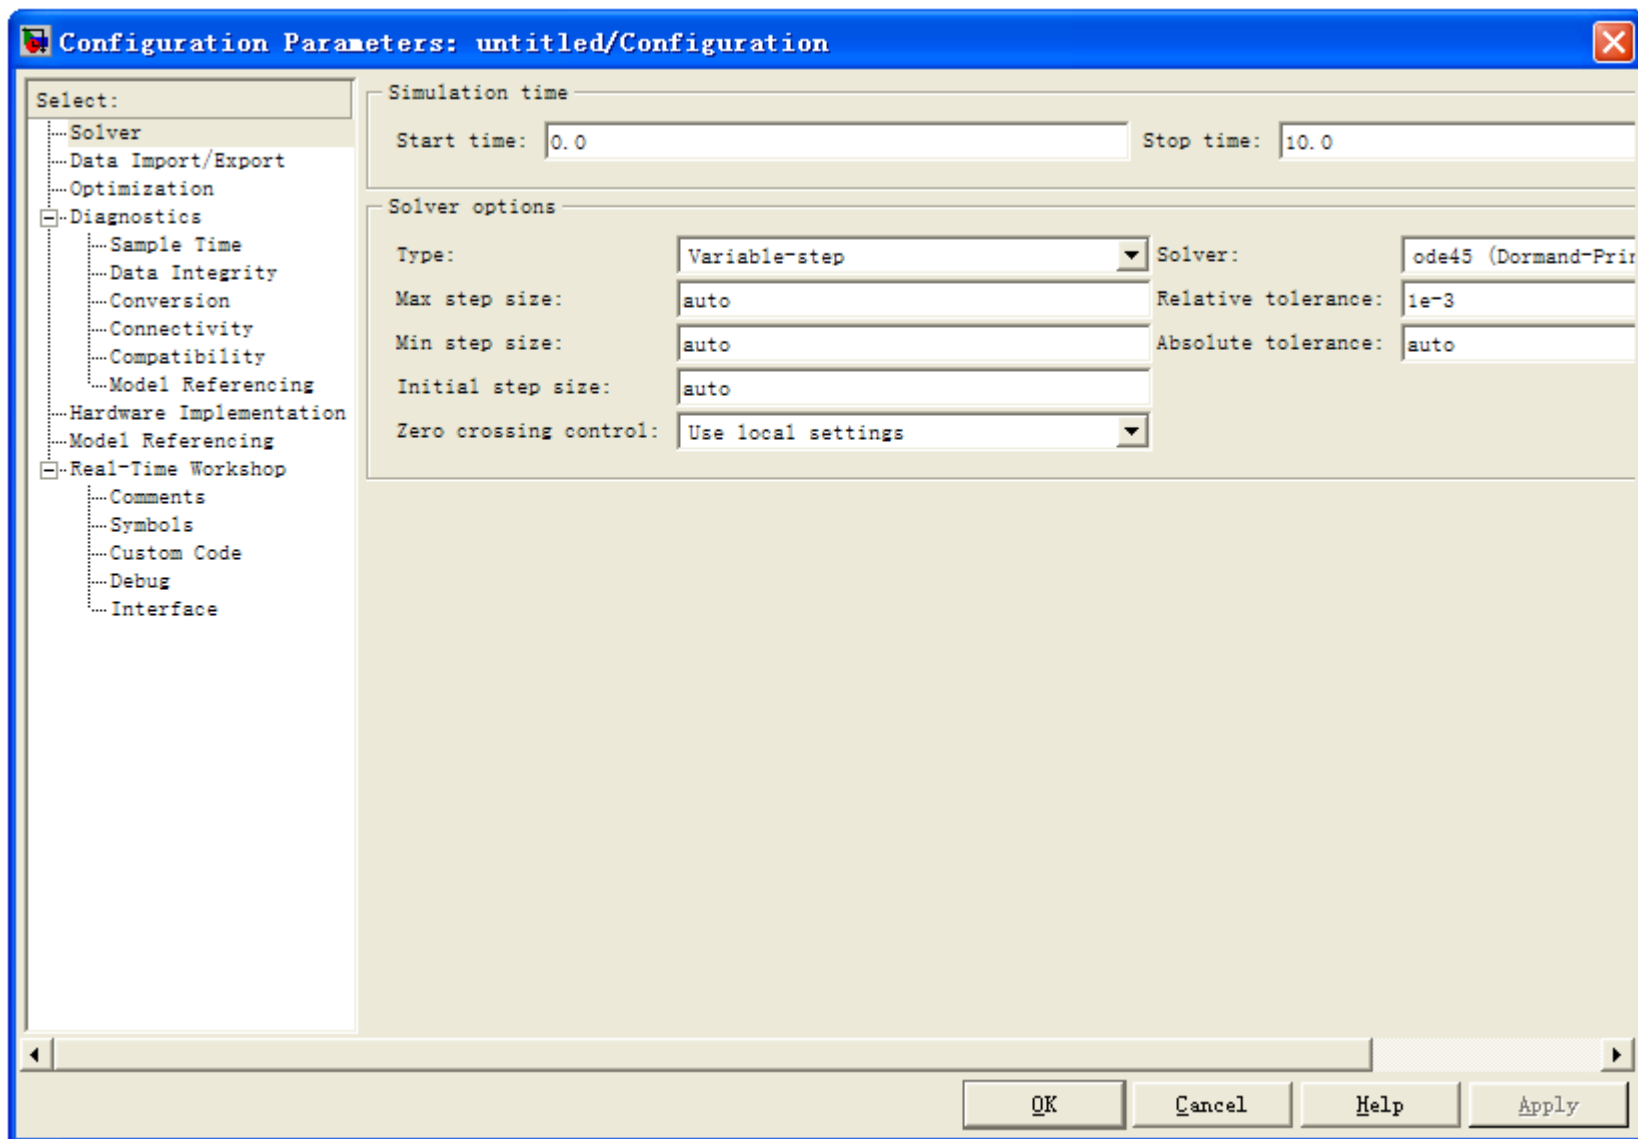 Configuration Parameters: untitled/Configuration
Select:
Solver
Data Import/Export
Optimization
Diagnostics
Sample Time
Data Integrity
Conversion
Connectivity
Compatibility
Model Referencing
Hardware Implementation
Model Referencing
Real-Time Workshop
Comments
Symbols
Custom Code
Debug
Interface
Simulation time
Start time: 0.0 Stop time: 10.0
Solver options
Type: Variable-step Solver: ode45 (Dormand-Prin
Max step size: auto Relative tolerance: 1e-3
Min step size: auto Absolute tolerance: auto
Initial step size: auto
Zero crossing control: Use local settings
OK Cancel Help Apply